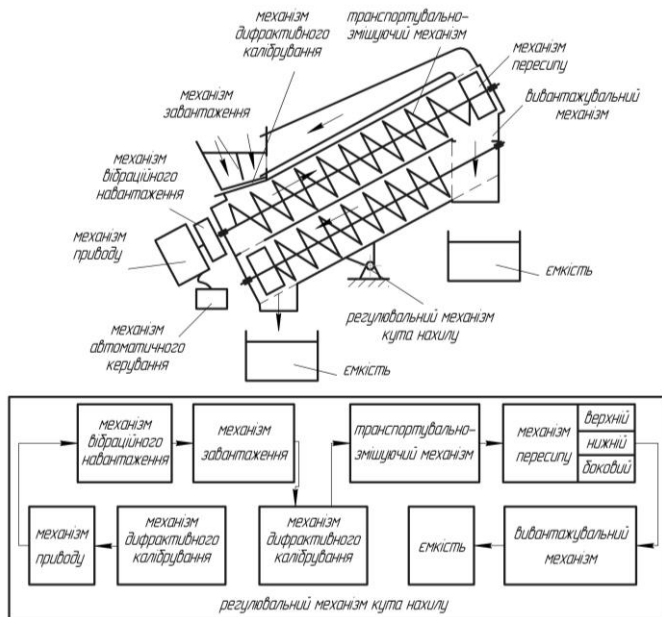 механізм
дифрактивного
калібрування
транспортувально-
змішуючий механізм
механізм
пересипу
механізм
завантаження
вивантажувальний
механізм
механізм
вібраційного
навантаження
механізм
приводу
ємкість
механізм
автоматичного
керування
регулювальний механізм
кута нахилу
ємкість
механізм
вібраційного
навантаження
механізм
завантаження
транспортувально-
змішуючий механізм
механізм
пересипу
верхній
нижній
боковий
механізм
приводу
механізм
дифрактивного
калібрування
механізм
дифрактивного
калібрування
ємкість
вивантажувальний
механізм
регулювальний механізм кута нахилу